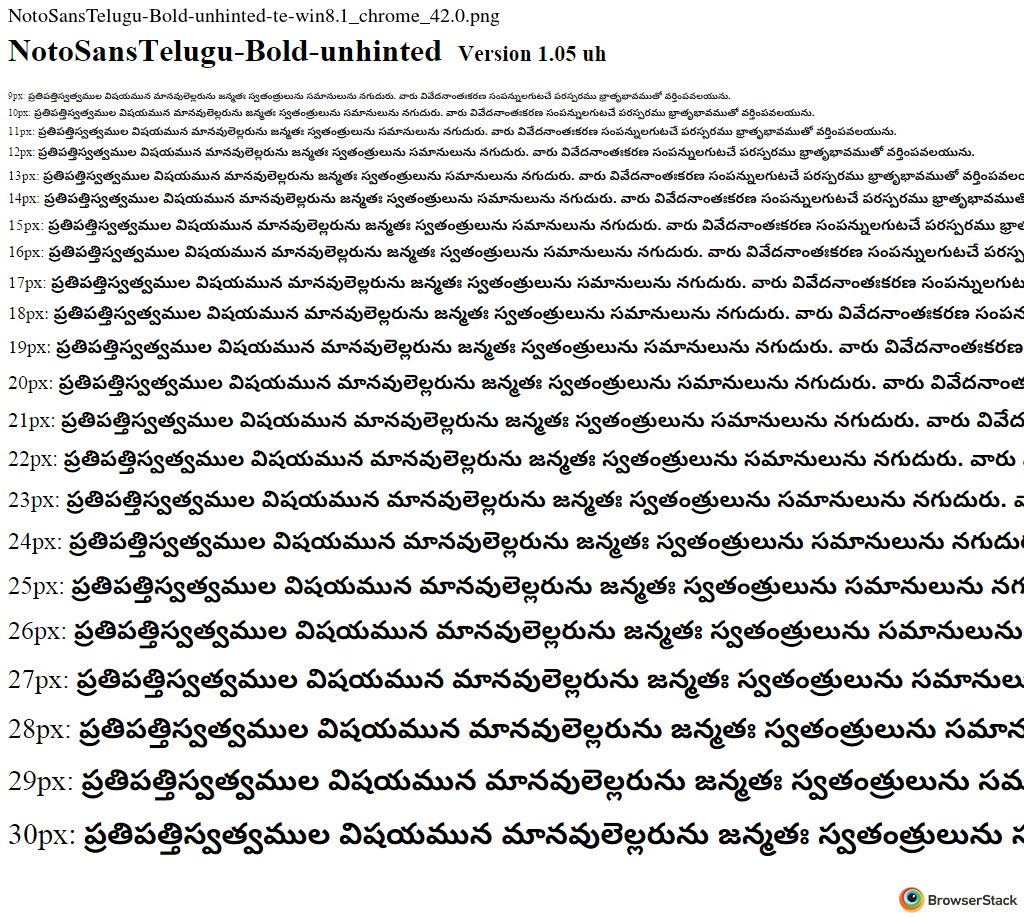 NotoSansTelugu-Bold-unhinted-te-win8.1_chrome_42.0.png
NotoSansTelugu-Bold-unhinted Version 1.05 uh
9px: ప్రతిపత్తిస్వత్వముల విషయమున మానవులెల్లరును జన్మతః స్వతంత్రులును సమానులును నగుదురు. వారు వివేదనాంతఃకరణ సంపన్నులగుటచే పరస్పరము భ్రాతృభావముతో వర్తింపవలయును.
10px: ప్రతిపత్తిస్వత్వముల విషయమున మానవులెల్లరును జన్మతః స్వతంత్రులును సమానులును నగుదురు. వారు వివేదనాంతఃకరణ సంపన్నులగుటచే పరస్పరము భ్రాతృభావముతో వర్తింపవలయును.
11px: ప్రతిపత్తిస్వత్వముల విషయమున మానవులెల్లరును జన్మతః స్వతంత్రులును సమానులును నగుదురు. వారు వివేదనాంతఃకరణ సంపన్నులగుటచే పరస్పరము భ్రాతృభావముతో వర్తింపవలయును.
12px: ప్రతిపత్తిస్వత్వముల విషయమున మానవులెల్లరును జన్మతః స్వతంత్రులును సమానులును నగుదురు. వారు వివేదనాంతఃకరణ సంపన్నులగుటచే పరస్పరము భ్రాతృభావముతో వర్తింపవలయును.
13px: ప్రతిపత్తిస్వత్వముల విషయమున మానవులెల్లరును జన్మతః స్వతంత్రులును సమానులును నగుదురు. వారు వివేదనాంతఃకరణ సంపన్నులగుటచే పరస్పరము భ్రాతృభావముతో
14px: ప్రతిపత్తిస్వత్వముల విషయమున మానవులెల్లరును జన్మతః స్వతంత్రులును సమానులును నగుదురు. వారు వివేదనాంతఃకరణ సంపన్నులగుటచే పరస్పరము
15px: ప్రతిపత్తిస్వత్వముల విషయమున మానవులెల్లరును జన్మతః స్వతంత్రులును సమానులును నగుదురు. వారు వివేదనాంతఃకరణ సంపన్నులగుటచే పరస్పరము
16px: ప్రతిపత్తిస్వత్వముల విషయమున మానవులెల్లరును జన్మతః స్వతంత్రులును సమానులును నగుదురు. వారు వివేదనాంతఃకరణ సంపన్నులగుటచే
17px: ప్రతిపత్తిస్వత్వముల విషయమున మానవులెల్లరును జన్మతః స్వతంత్రులును సమానులును నగుదురు. వారు వివేదనాంతఃకరణ
18px: ప్రతిపత్తిస్వత్వముల విషయమున మానవులెల్లరును జన్మతః స్వతంత్రులును సమానులును నగుదురు. వారు వివేదనాంతఃకరణ
19px: ప్రతిపత్తిస్వత్వముల విషయమున మానవులెల్లరును జన్మతః స్వతంత్రులును సమానులును నగుదురు. వారు వివేదనాంతఃకరణ
20px: ప్రతిపత్తిస్వత్వముల విషయమున మానవులెల్లరును జన్మతః స్వతంత్రులును సమానులును నగుదురు. వారు
21px: ప్రతిపత్తిస్వత్వముల విషయమున మానవులెల్లరును జన్మతః స్వతంత్రులును సమానులును నగుదురు. వారు
22px: ప్రతిపత్తిస్వత్వముల విషయమున మానవులెల్లరును జన్మతః స్వతంత్రులును సమానులును నగుదురు. వారు
23px: ప్రతిపత్తిస్వత్వముల విషయమున మానవులెల్లరును జన్మతః స్వతంత్రులును సమానులును నగుదురు.
24px: ప్రతిపత్తిస్వత్వముల విషయమున మానవులెల్లరును జన్మతః స్వతంత్రులును సమానులును
25px: ప్రతిపత్తిస్వత్వముల విషయమున మానవులెల్లరును జన్మతః స్వతంత్రులును సమానులును
26px: ప్రతిపత్తిస్వత్వముల విషయమున మానవులెల్లరును జన్మతః స్వతంత్రులును సమానులును
27px: ప్రతిపత్తిస్వత్వముల విషయమున మానవులెల్లరును జన్మతః స్వతంత్రులును
28px: ప్రతిపత్తిస్వత్వముల విషయమున మానవులెల్లరును జన్మతః స్వతంత్రులును
29px: ప్రతిపత్తిస్వత్వముల విషయమున మానవులెల్లరును జన్మతః స్వతంత్రులును
30px: ప్రతిపత్తిస్వత్వముల విషయమున మానవులెల్లరును జన్మతః స్వతంత్రులును
BrowserStack